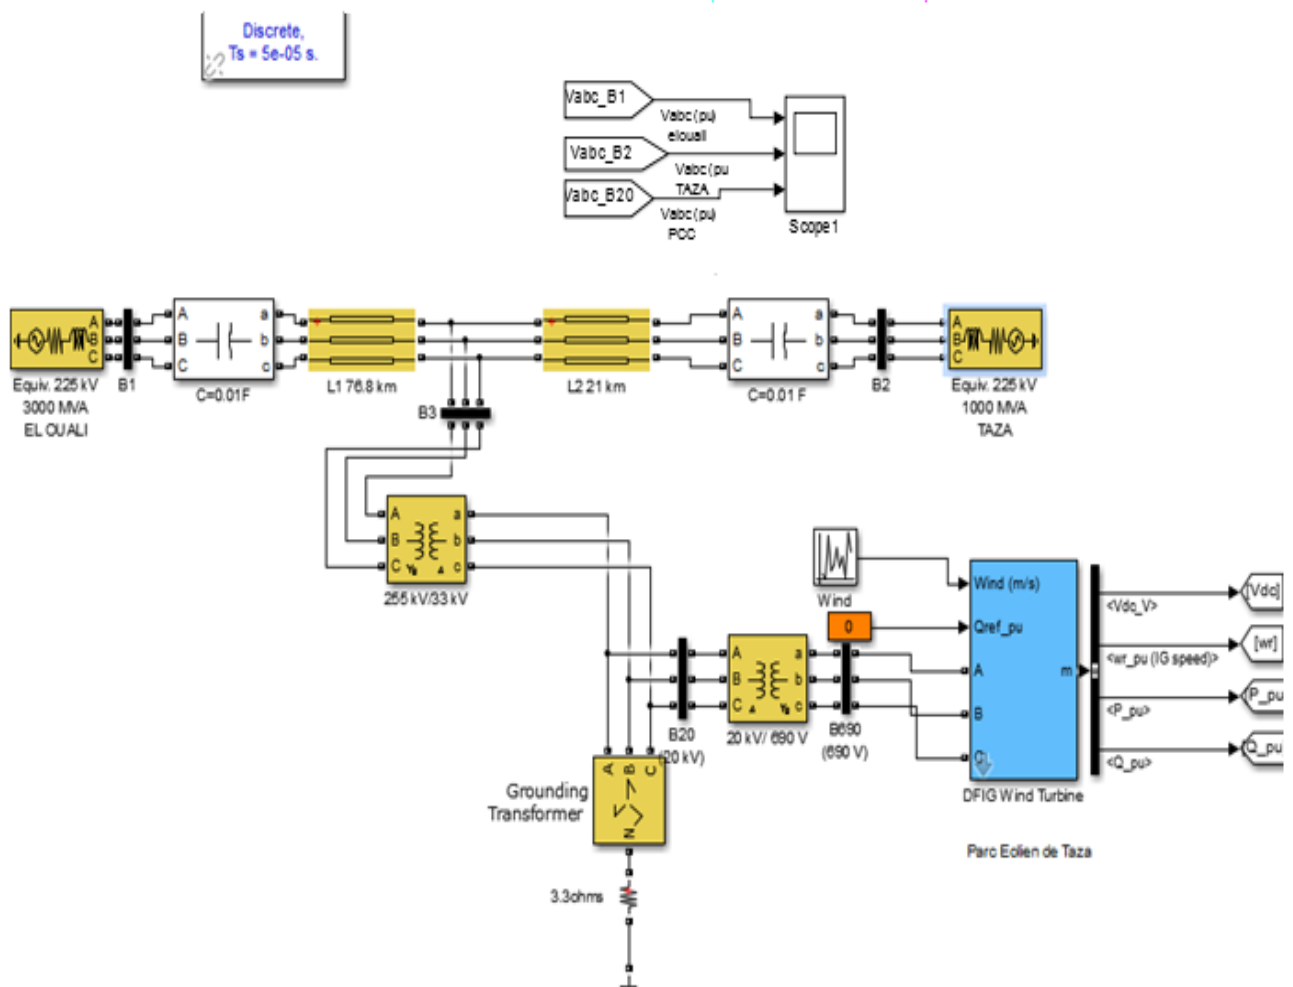 Discrete,
Ts = 5e-05 s.
Vabc_B1
Vabc (pu)
elouali
Vabc_B2
Vabc (pu
TAZA
Vabc_B20
Vabc (pu)
PCC
Scope1
A
B
C
Equiv. 225 kV
3000 MVA
EL OUALI
B1
A
B
C
a
b
c
C=0.01F
L1 76.8 km
L2 21 km
A
B
C
a
b
c
C=0.01 F
B2
A
B
C
Equiv. 225 kV
1000 MVA
TAZA
B3
A
B
C
a
b
c
Yg
Δ
255 kV/33 kV
A
B
C
N
Grounding
Transformer
3.3ohms
B20
(20 kV)
A
B
C
a
b
c
Δ
Yg
20 kV/ 690 V
Wind
0
B690
(690 V)
Wind (m/s)
Qref_pu
A
B
C
m
DFIG Wind Turbine
Parc Eolien de Taza
<Vdc_V>
<wr_pu (IG speed)>
<P_pu>
<Q_pu>
[Vdc]
[wr]
[P_pu
[Q_pu